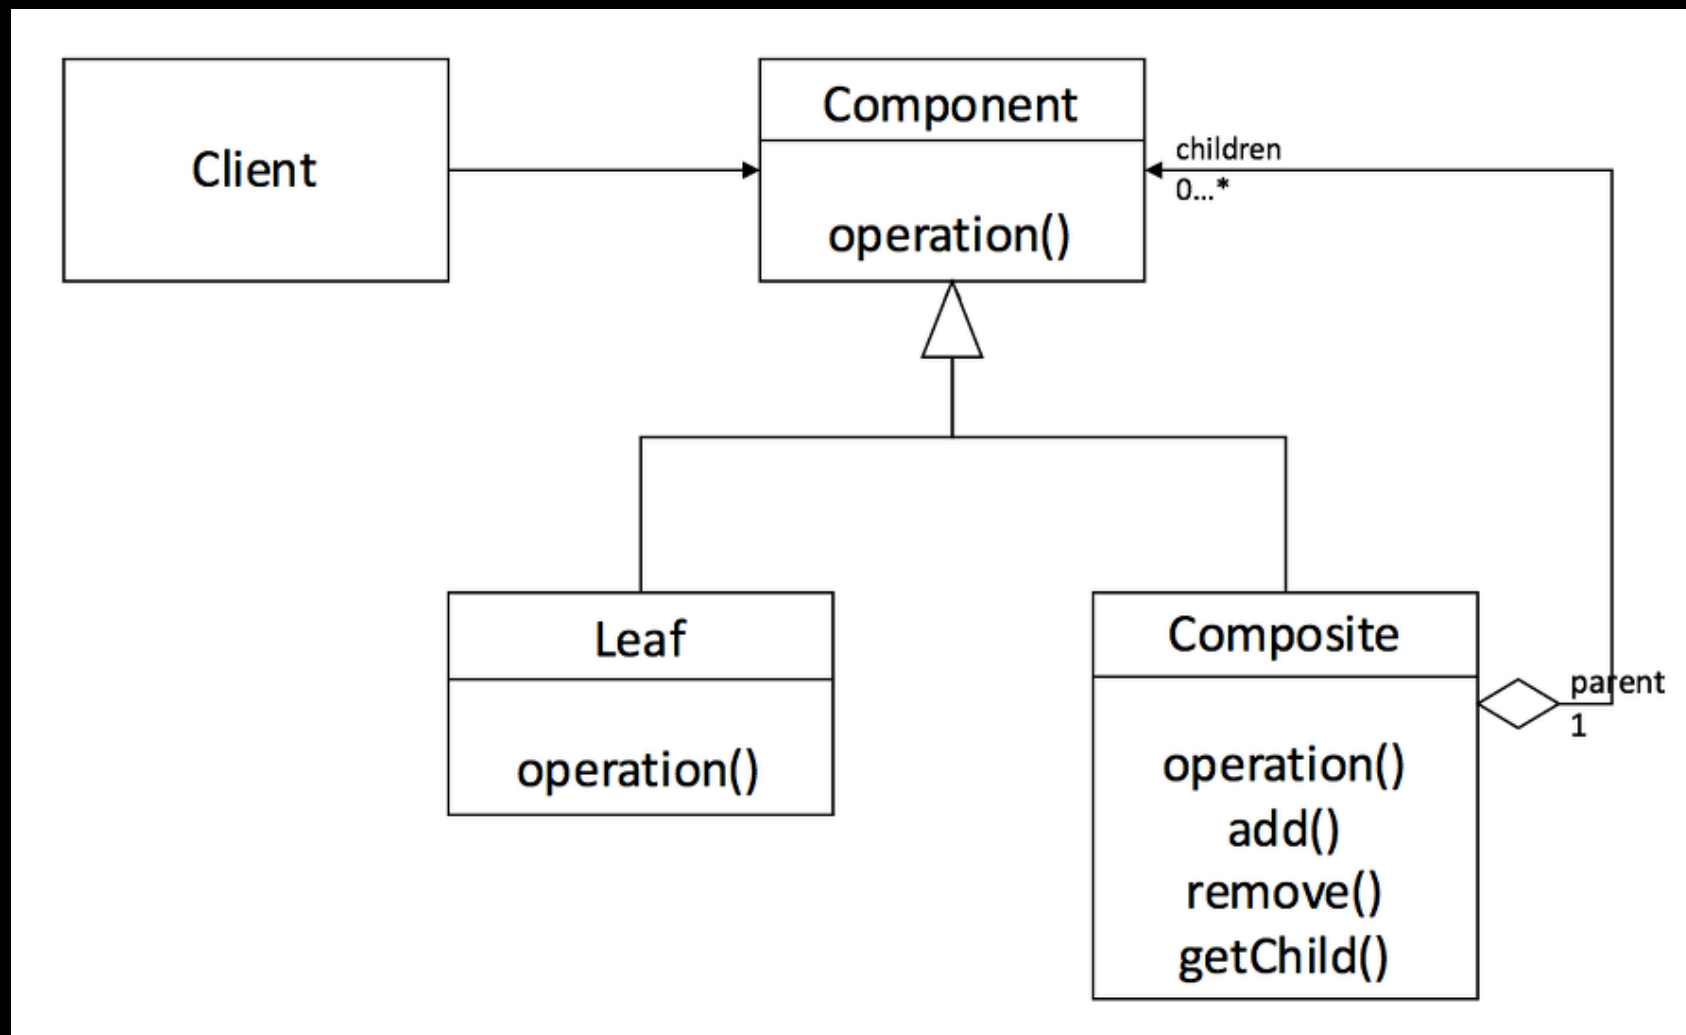 Client
Component
operation()
children
0...*
Leaf
operation()
Composite
operation()
add()
remove()
getChild()
parent
1